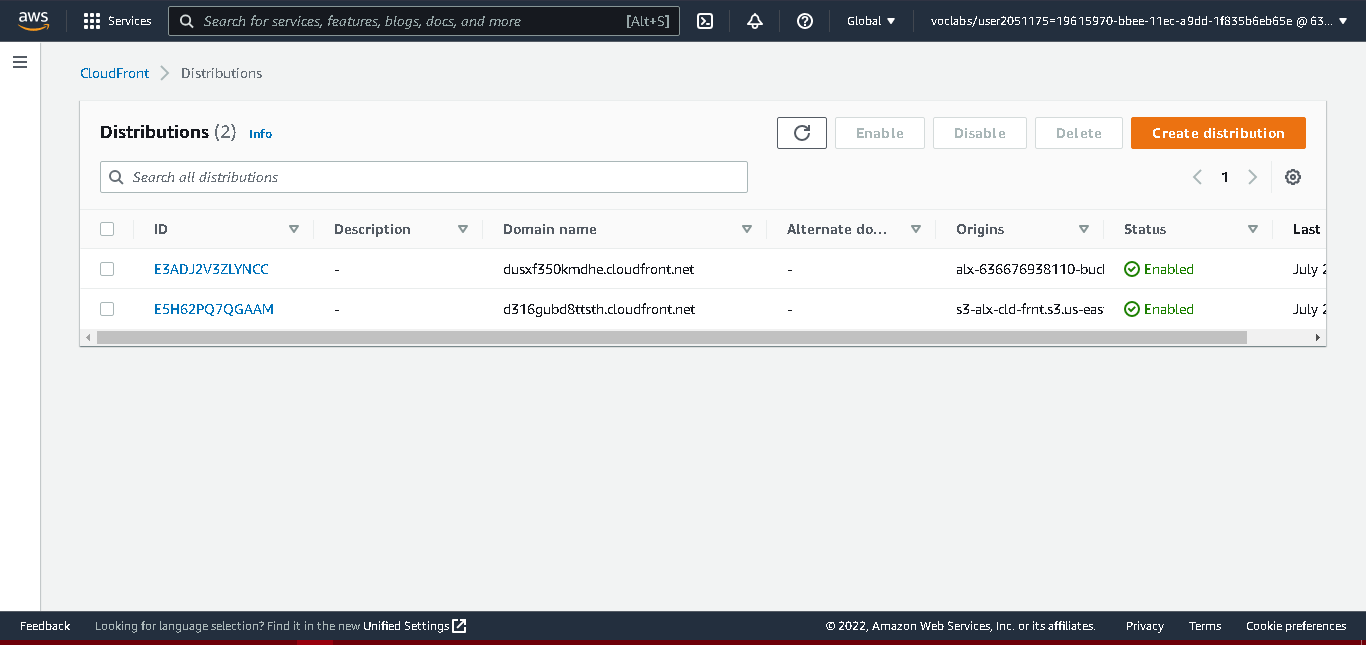 aws Services Search for services, features, blogs, docs, and more [Alt+S] Global voclabs/user2051175=19615970-bbee-11ec-a9dd-1f835b6eb65e @ 63...
CloudFront Distributions
Distributions (2) Info Enable Disable Delete Create distribution
Search all distributions 1
ID Description Domain name Alternate do... Origins Status Last
E3ADJ2V3ZLYNCC - dusxf350kmdhe.cloudfront.net - alx-636676938110-buc Enabled July 2
E5H62PQ7QGAAM - d316gubd8ttsth.cloudfront.net - s3-alx-cld-frnt.s3.us-eas Enabled July 2
Feedback Looking for language selection? Find it in the new Unified Settings © 2022, Amazon Web Services, Inc. or its affiliates. Privacy Terms Cookie preferences